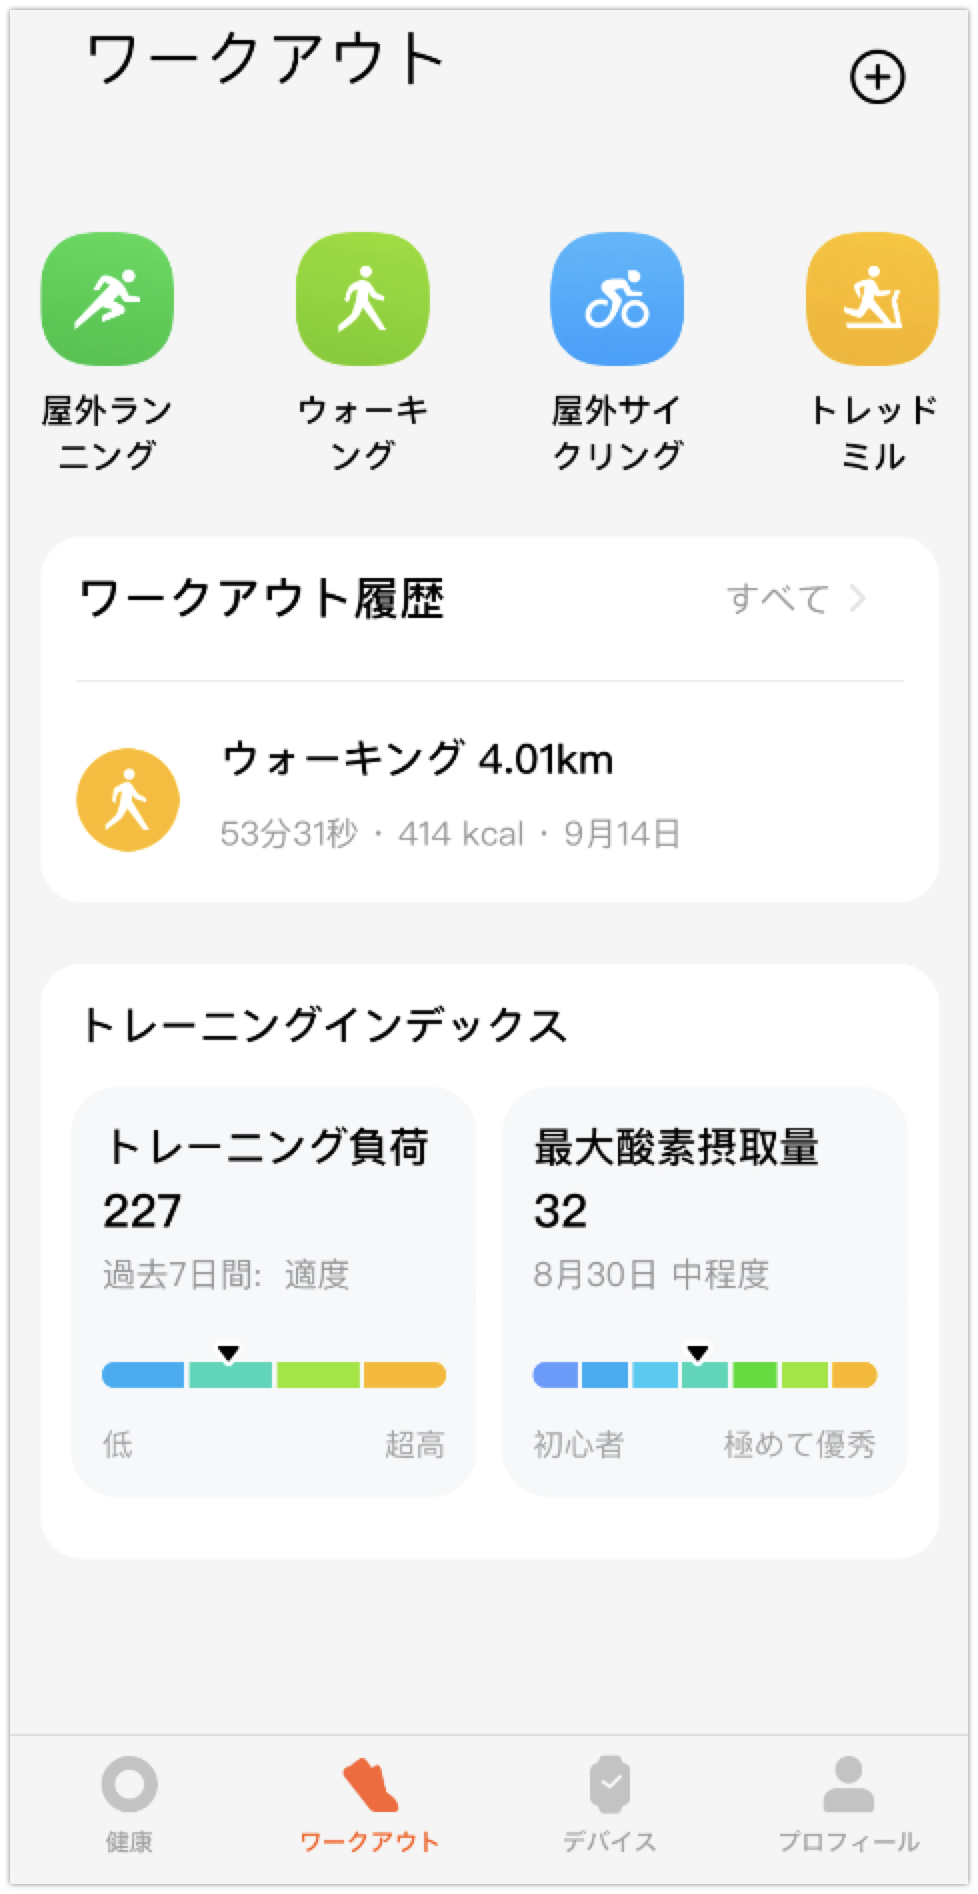 ワークアウト
屋外ラン
ニング
ウォーキ
ング
屋外サイ
クリング
トレッド
ミル
ワークアウト履歴
すべて
ウォーキング 4.01km
53分31秒 · 414 kcal · 9月14日
トレーニングインデックス
トレーニング負荷
227
過去7日間: 適度
低
超高
最大酸素摂取量
32
8月30日 中程度
初心者
極めて優秀
健康
ワークアウト
デバイス
プロフィール